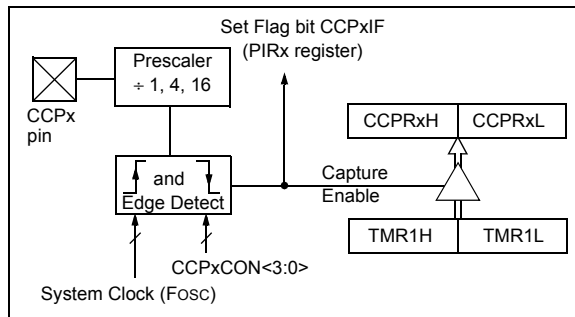 Set Flag bit CCPxIF
(PIRx register)
Prescaler
÷ 1, 4, 16
CCPx
pin
CCPRxH CCPRxL
and
Edge Detect
Capture
Enable
TMR1H TMR1L
CCPxCON<3:0>
System Clock (FOSC)